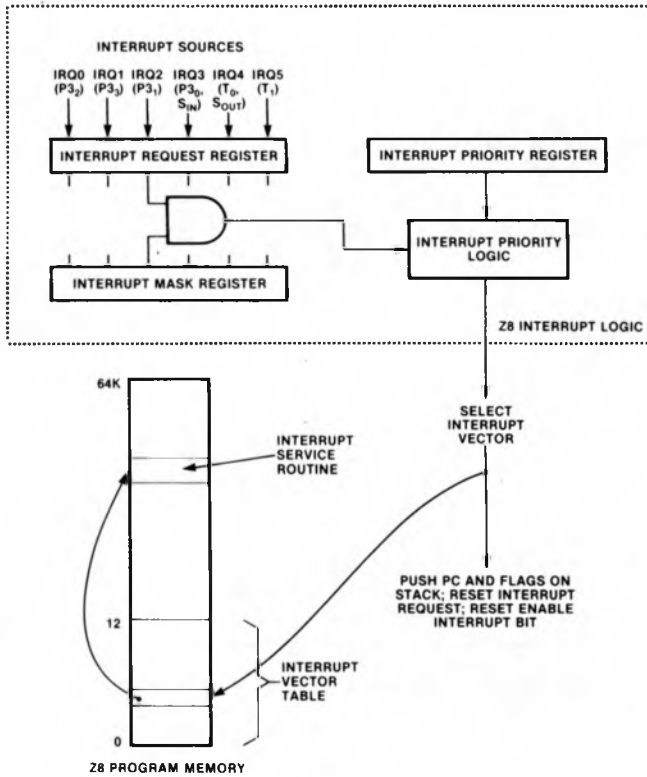 INTERRUPT SOURCES
IRQ0 IRQ1 IRQ2 IRQ3 IRQ4 IRQ5
(P3₂) (P3₃) (P3₁) (P3₀, (T₀, (T₁)
S_IN) S_OUT)
INTERRUPT REQUEST REGISTER
INTERRUPT PRIORITY REGISTER
INTERRUPT PRIORITY
LOGIC
INTERRUPT MASK REGISTER
Z8 INTERRUPT LOGIC
64K
SELECT
INTERRUPT
VECTOR
INTERRUPT
SERVICE
ROUTINE
PUSH PC AND FLAGS ON
STACK; RESET INTERRUPT
REQUEST; RESET ENABLE
INTERRUPT BIT
12
INTERRUPT
VECTOR
TABLE
0
Z8 PROGRAM MEMORY